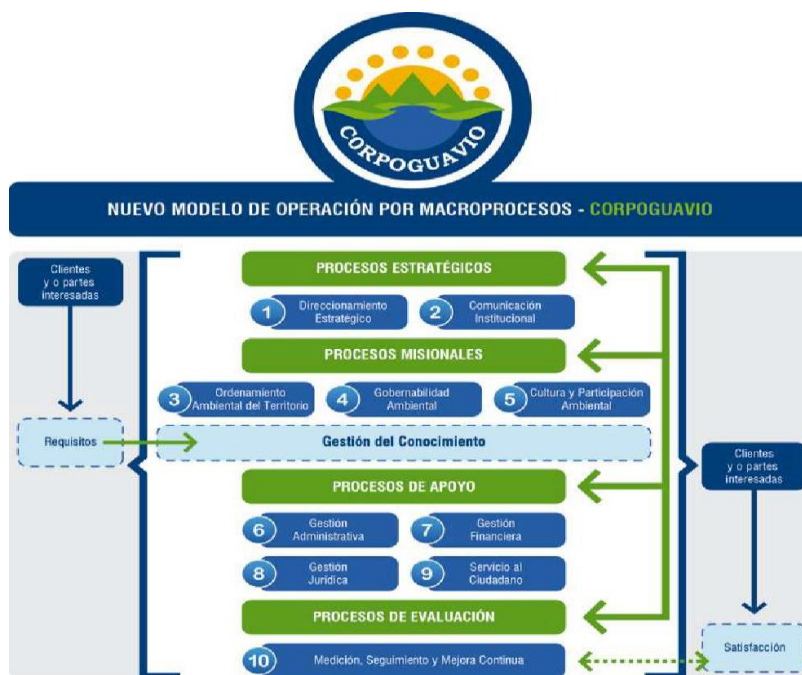 CORPOGUAVIO
NUEVO MODELO DE OPERACIÓN POR MACROPROCESOS - CORPOGUAVIO
Clientes
y o partes
interesadas
Requisitos
PROCESOS ESTRATÉGICOS
1
Direccionamiento
Estratégico
2
Comunicación
Institucional
PROCESOS MISIONALES
3
Ordenamiento
Ambiental del Territorio
4
Gobernabilidad
Ambiental
5
Cultura y Participación
Ambiental
Gestión del Conocimiento
PROCESOS DE APOYO
6
Gestión
Administrativa
7
Gestión
Financiera
8
Gestión
Jurídica
9
Servicio al
Ciudadano
PROCESOS DE EVALUACIÓN
10
Medición, Seguimiento y Mejora Continua
Clientes
y o partes
interesadas
Satisfacción